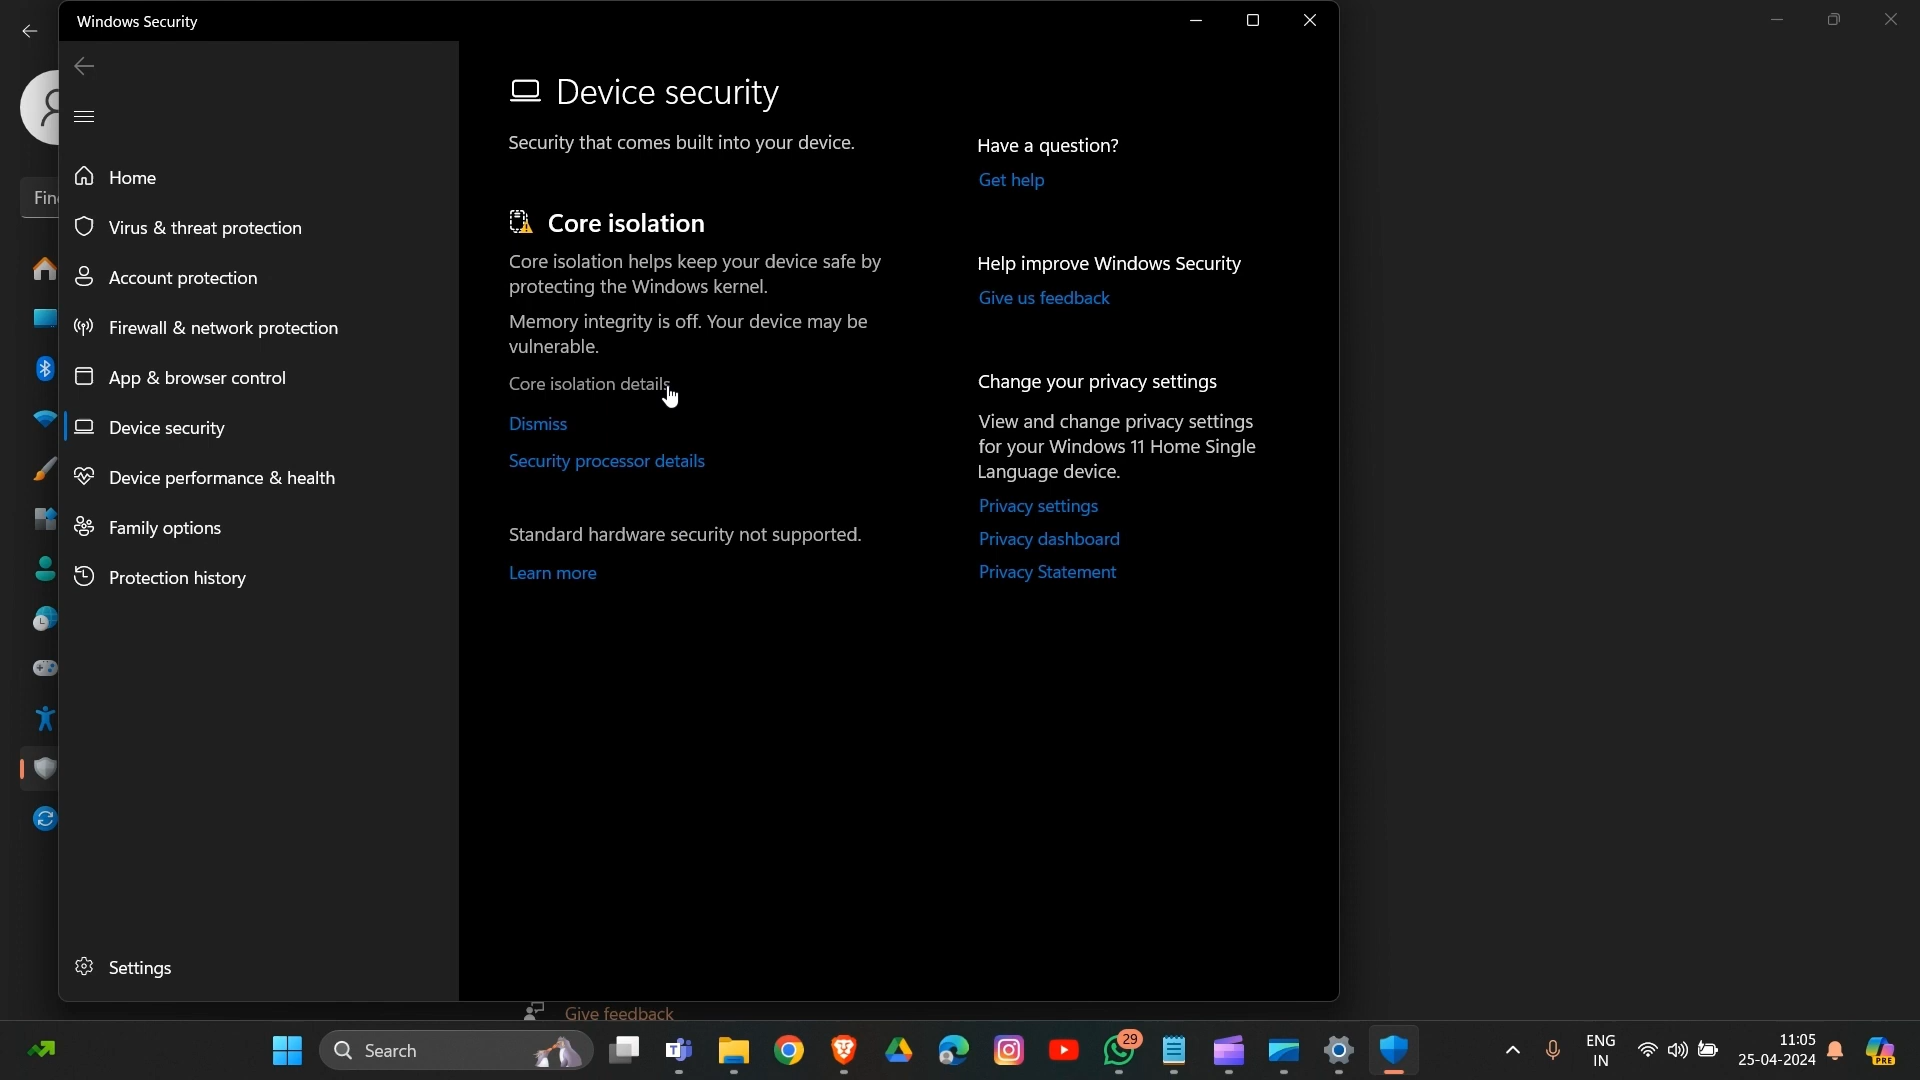 Windows Security
Find
Home
Virus & threat protection
Account protection
Firewall & network protection
App & browser control
Device security
Device performance & health
Family options
Protection history
Settings
Device security
Security that comes built into your device.
Core isolation
Core isolation helps keep your device safe by
protecting the Windows kernel.
Memory integrity is off. Your device may be
vulnerable.
Core isolation details
Dismiss
Security processor details
Standard hardware security not supported.
Learn more
Have a question?
Get help
Help improve Windows Security
Give us feedback
Change your privacy settings
View and change privacy settings
for your Windows 11 Home Single
Language device.
Privacy settings
Privacy dashboard
Privacy Statement
Give feedback
Search
29
ENG
IN
11:05
25-04-2024
PRE